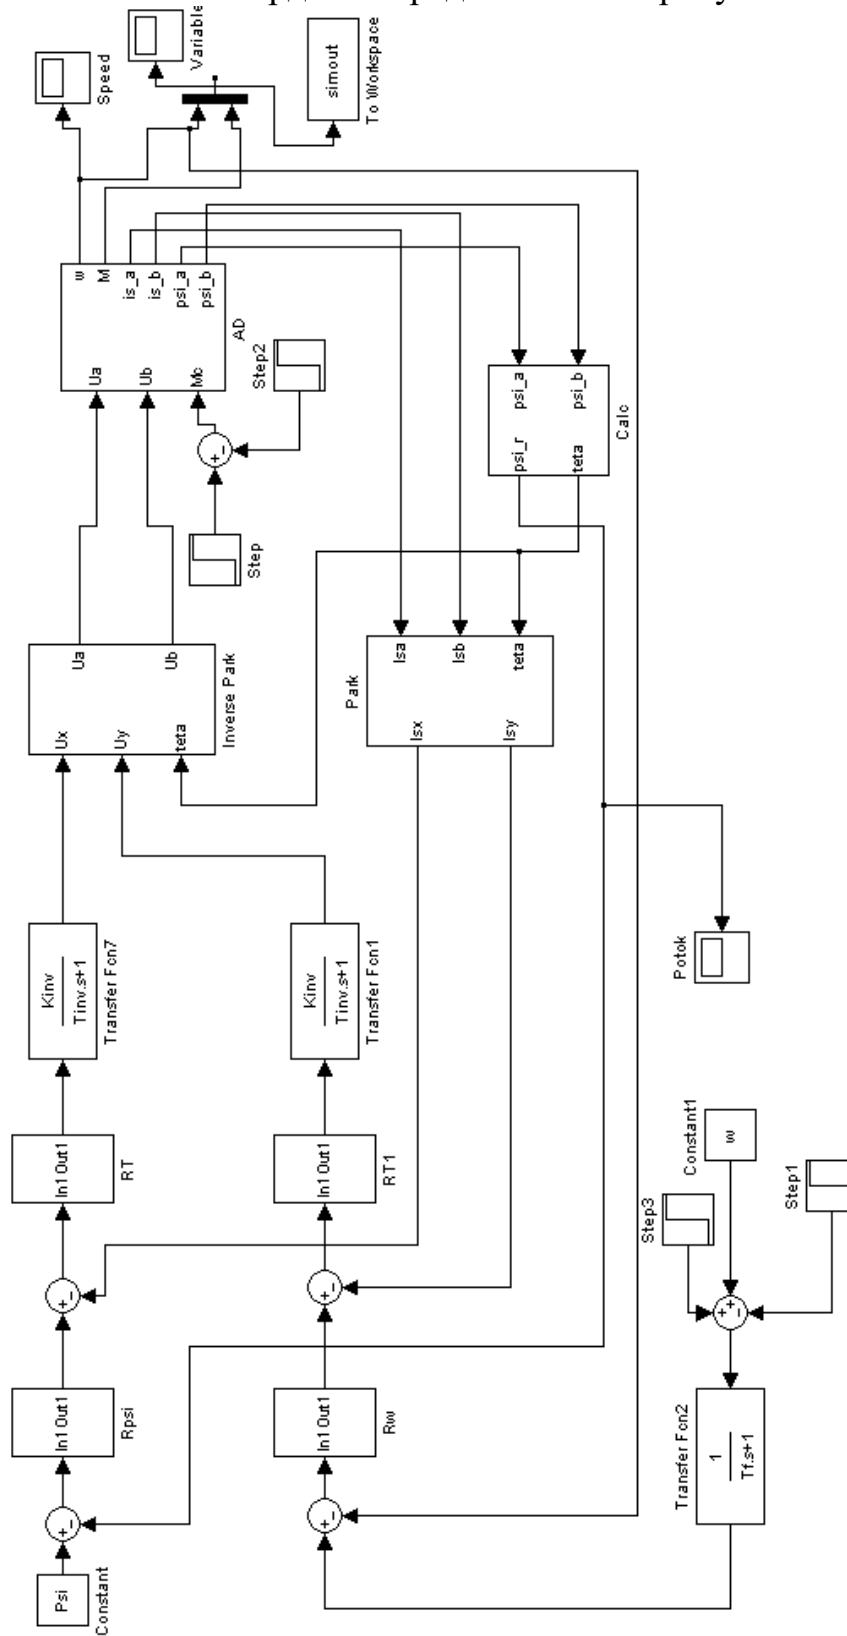 Speed
Variable
simout
To Workspace
w
M
is_a
is_b
psi_a
psi_b
Ua
Ub
Mc
AD
Step2
Step
psi_r
teta
psi_a
psi_b
Calc
Ua
Ub
Ux
Uy
teta
Inverse Park
Park
Isa
Isb
teta
Isx
Isy
Kinv
Tinv.s+1
Transfer Fcn7
Kinv
Tinv.s+1
Transfer Fcn1
Potok
In1 Out1
RT
In1 Out1
RT1
Constant1
w
Step3
Step1
In1 Out1
Rpsi
In1 Out1
Rw
Transfer Fcn2
1
Tf.s+1
Psi
Constant